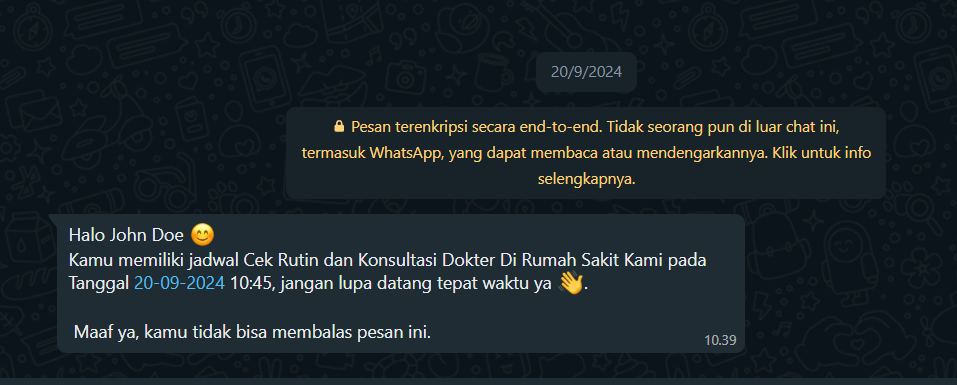 20/9/2024
🔒 Pesan terenkripsi secara end-to-end. Tidak seorang pun di luar chat ini,
termasuk WhatsApp, yang dapat membaca atau mendengarkannya. Klik untuk info
selengkapnya.
Halo John Doe 😊
Kamu memiliki jadwal Cek Rutin dan Konsultasi Dokter Di Rumah Sakit Kami pada
Tanggal 20-09-2024 10:45, jangan lupa datang tepat waktu ya 👋.
Maaf ya, kamu tidak bisa membalas pesan ini.
10.39